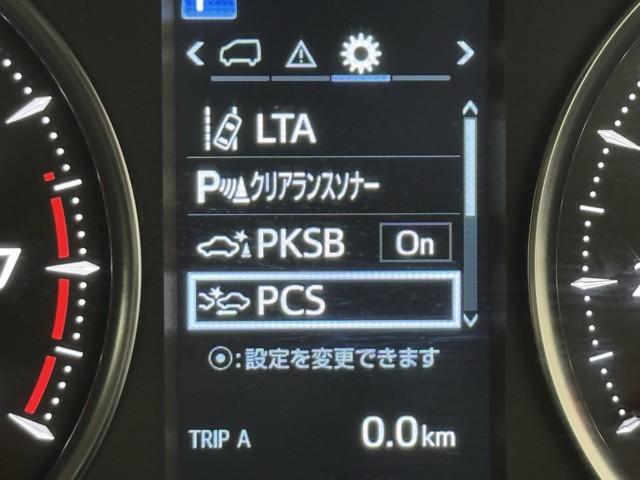 LTA
Pクリアランスソナー
PKSB On
PCS
⦿:設定を変更できます
TRIP A 0.0km